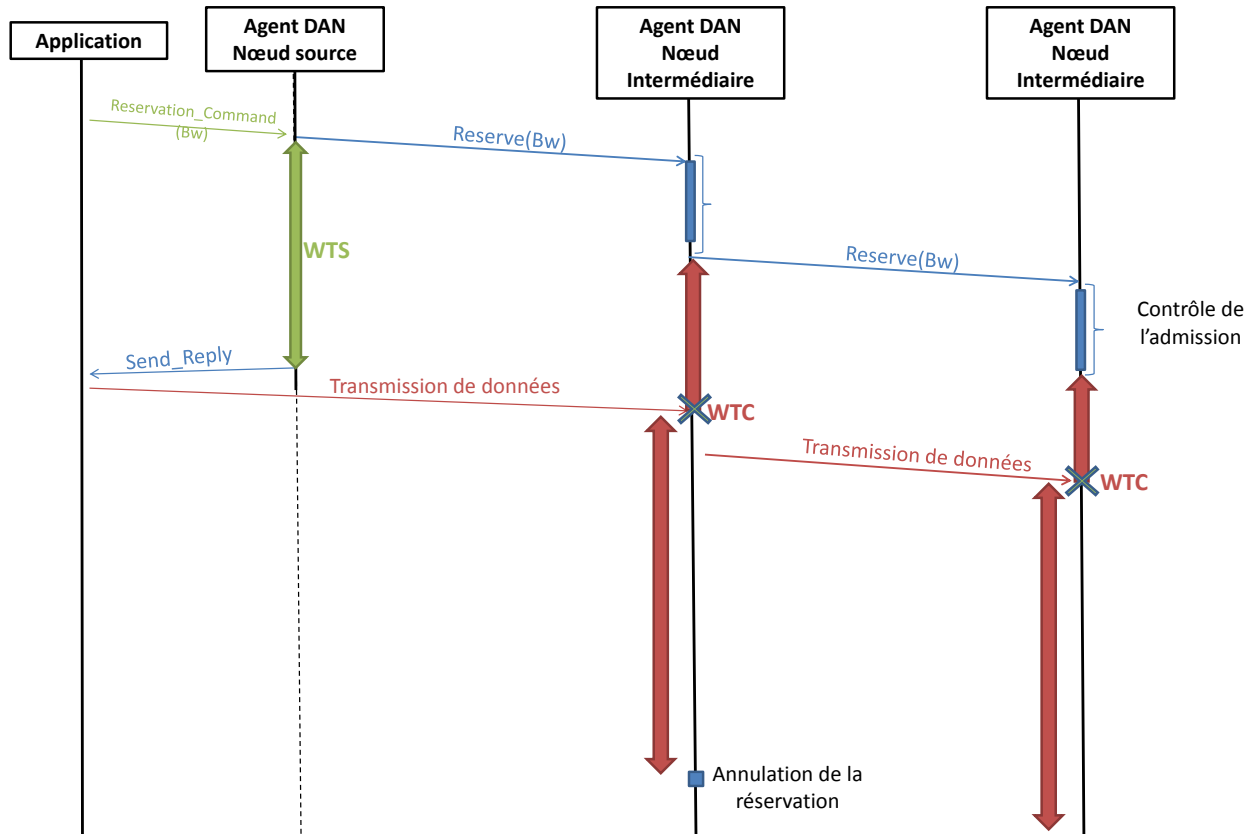 Application
Agent DAN
Nœud source
Agent DAN
Nœud
Intermédiaire
Agent DAN
Nœud
Intermédiaire
Reservation_Command
(Bw)
Reserve(Bw)
WTS
Reserve(Bw)
Contrôle de
l’admission
Send_Reply
Transmission de données
WTC
Transmission de données
WTC
Annulation de la
réservation